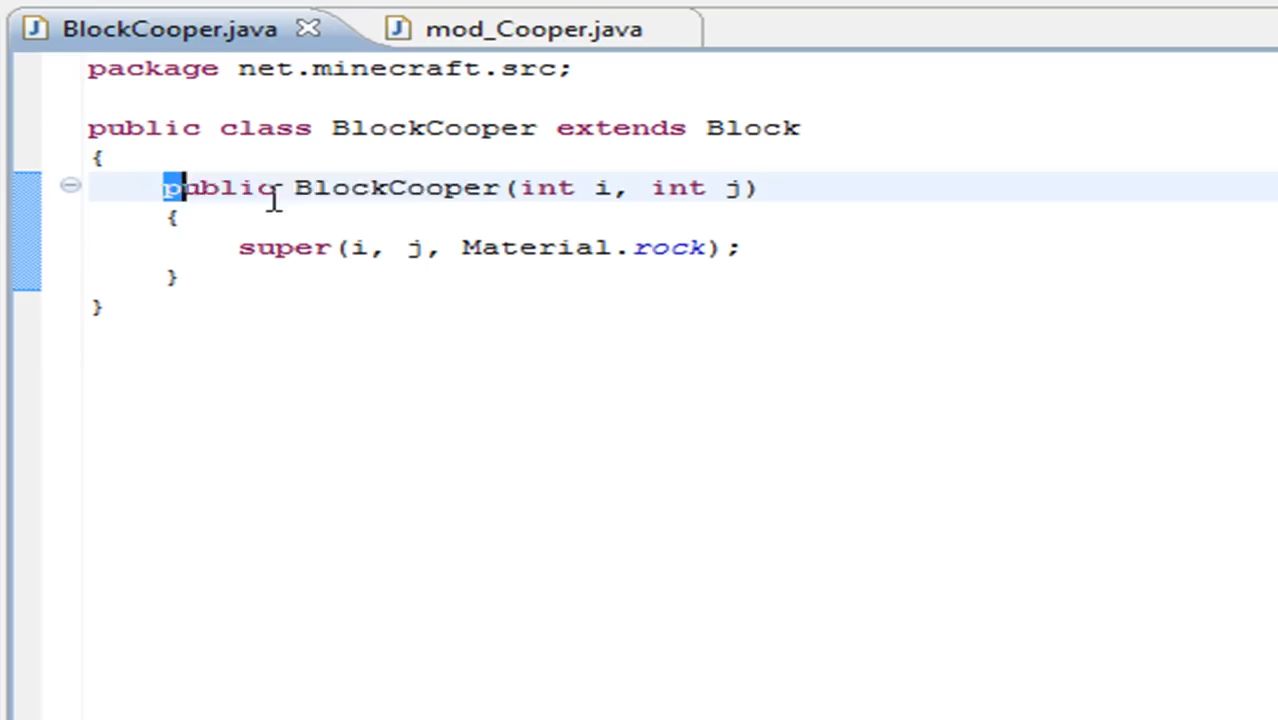 BlockCooper.java mod_Cooper.java
package net.minecraft.src;
public class BlockCooper extends Block
{
public BlockCooper(int i, int j)
{
super(i, j, Material.rock);
}
}